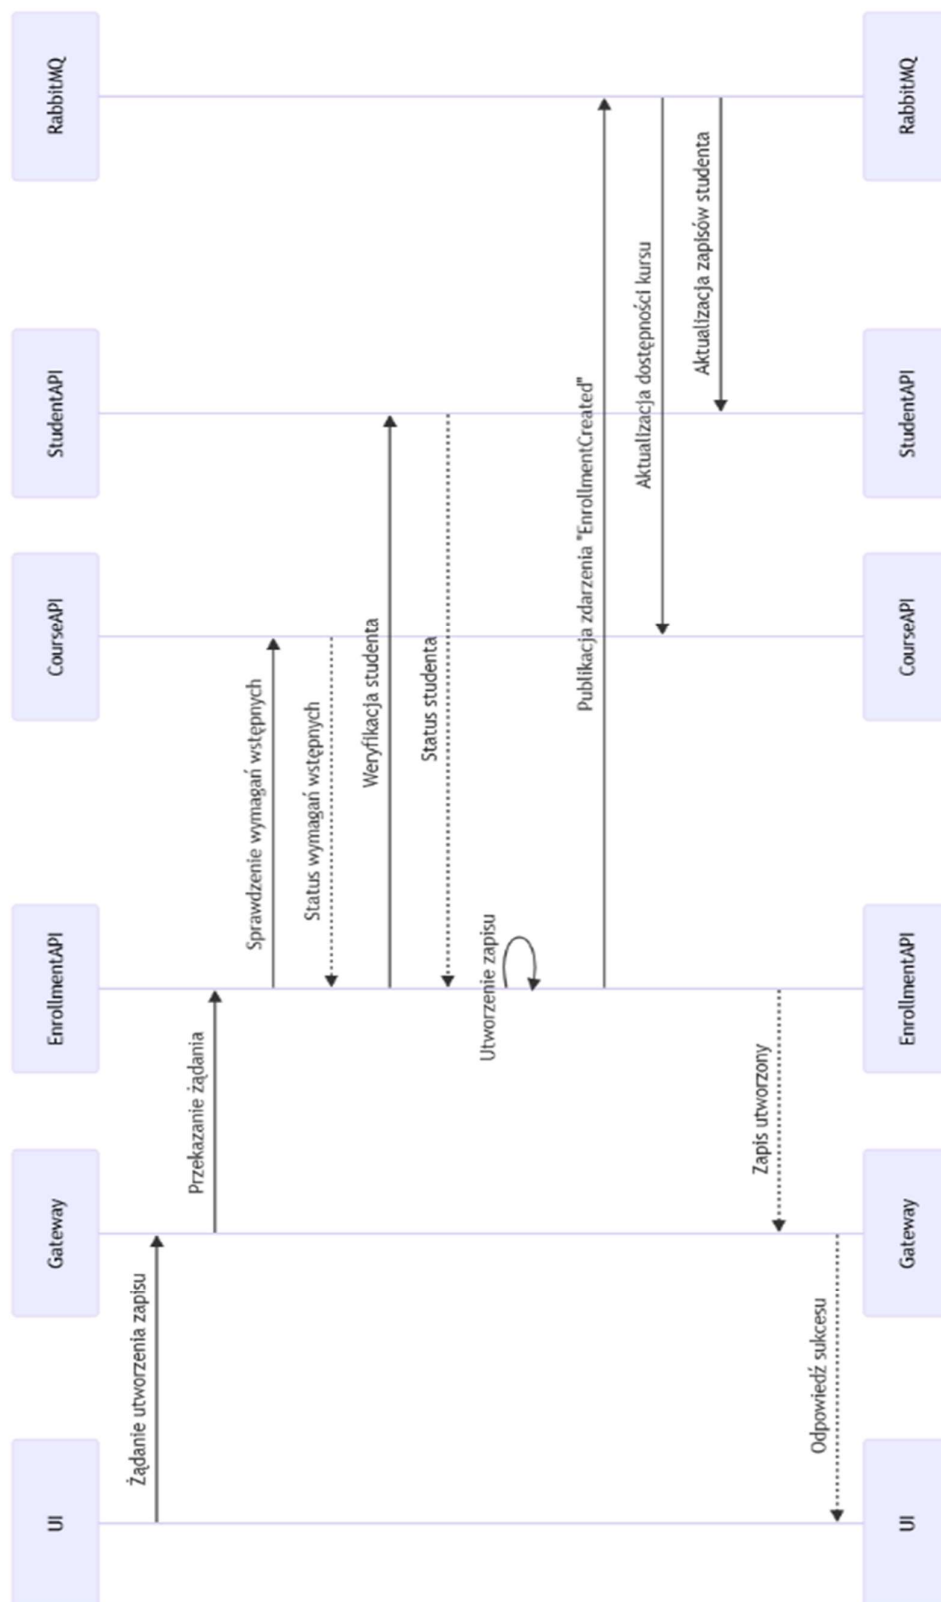 UI
Gateway
EnrollmentAPI
CourseAPI
StudentAPI
RabbitMQ
Żądanie utworzenia zapisu
Przekazanie żądania
Sprawdzenie wymagań wstępnych
Status wymagań wstępnych
Weryfikacja studenta
Status studenta
Utworzenie zapisu
Publikacja zdarzenia "EnrollmentCreated"
Aktualizacja dostępności kursu
Aktualizacja zapisów studenta
Zapis utworzony
Odpowiedź sukcesu
UI
Gateway
EnrollmentAPI
CourseAPI
StudentAPI
RabbitMQ